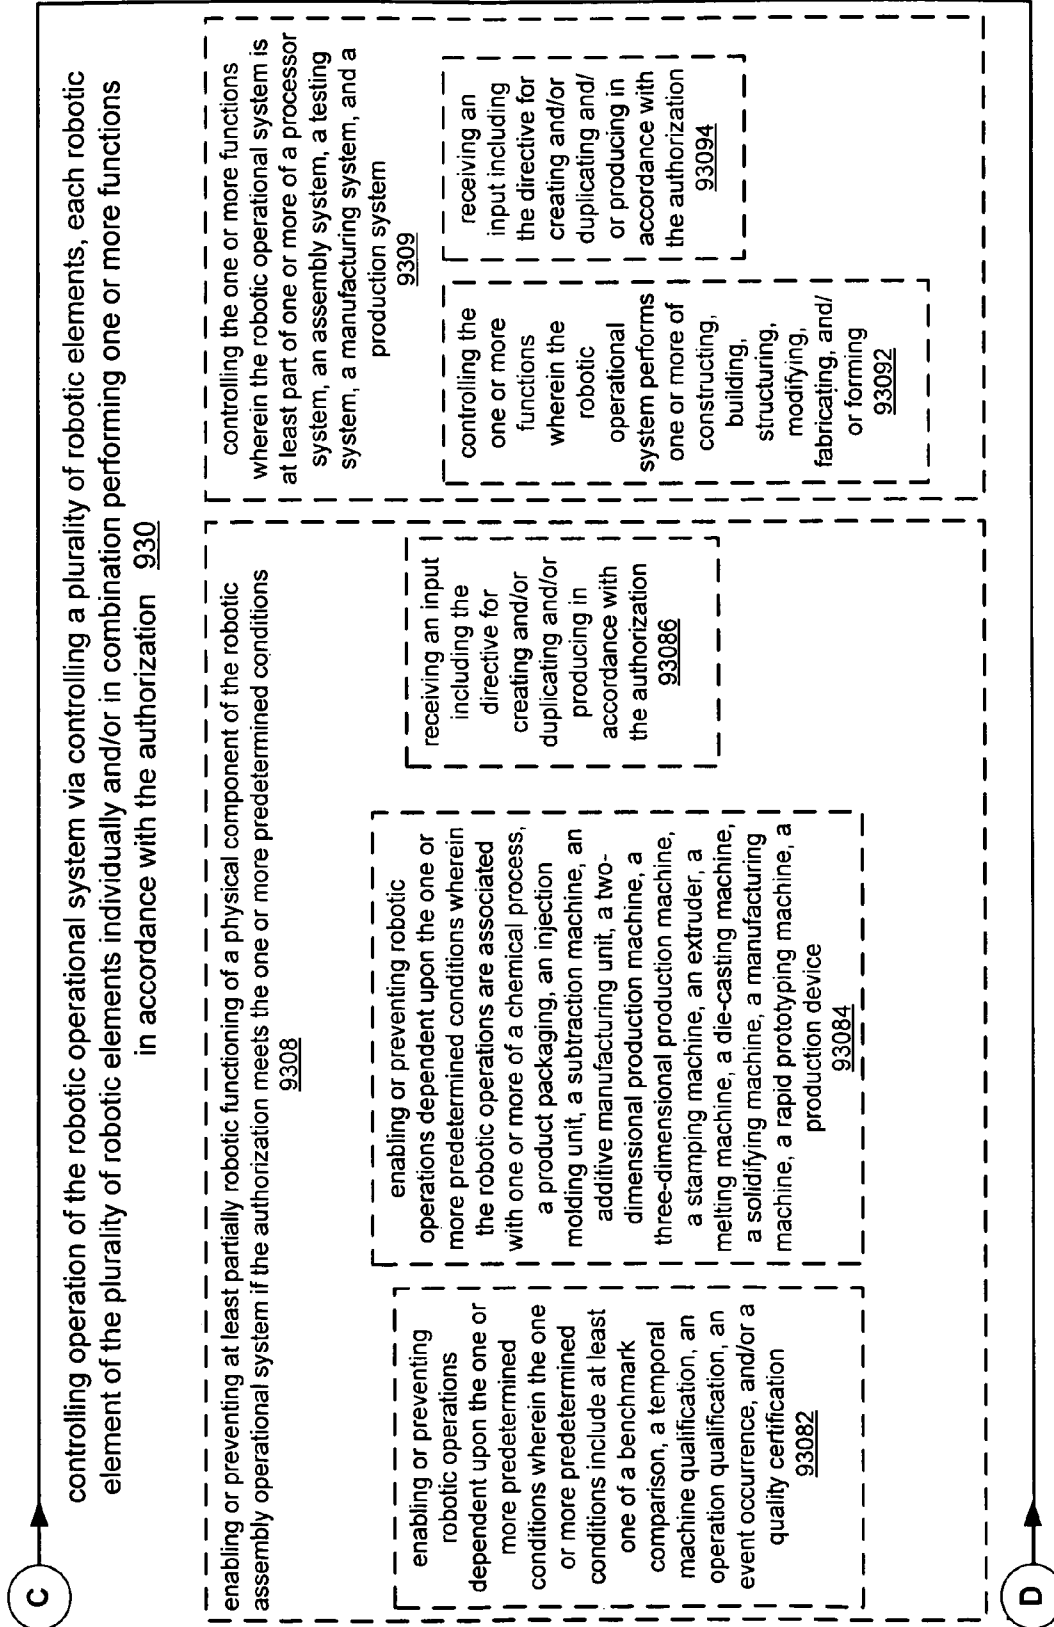 C
controlling operation of the robotic operational system via controlling a plurality of robotic elements, each robotic
element of the plurality of robotic elements individually and/or in combination performing one or more functions
in accordance with the authorization 930
enabling or preventing at least partially robotic functioning of a physical component of the robotic
assembly operational system if the authorization meets the one or more predetermined conditions
9308
enabling or preventing
robotic operations
dependent upon the one or
more predetermined
conditions wherein the one
or more predetermined
conditions include at least
one of a benchmark
comparison, a temporal
machine qualification, an
operation qualification, an
event occurrence, and/or a
quality certification
93082
enabling or preventing robotic
operations dependent upon the one or
more predetermined conditions wherein
the robotic operations are associated
with one or more of a chemical process,
a product packaging, an injection
molding unit, a subtraction machine, an
additive manufacturing unit, a two-
dimensional production machine, a
three-dimensional production machine,
a stamping machine, an extruder, a
melting machine, a die-casting machine,
a solidifying machine, a manufacturing
machine, a rapid prototyping machine, a
production device
93084
receiving an input
including the
directive for
creating and/or
duplicating and/or
producing in
accordance with
the authorization
93086
controlling the one or more functions
wherein the robotic operational system is
at least part of one or more of a processor
system, an assembly system, a testing
system, a manufacturing system, and a
production system
9309
controlling the
one or more
functions
wherein the
robotic
operational
system performs
one or more of
constructing,
building,
structuring,
modifying,
fabricating, and/
or forming
93092
receiving an
input including
the directive for
creating and/or
duplicating and/
or producing in
accordance with
the authorization
93094
D